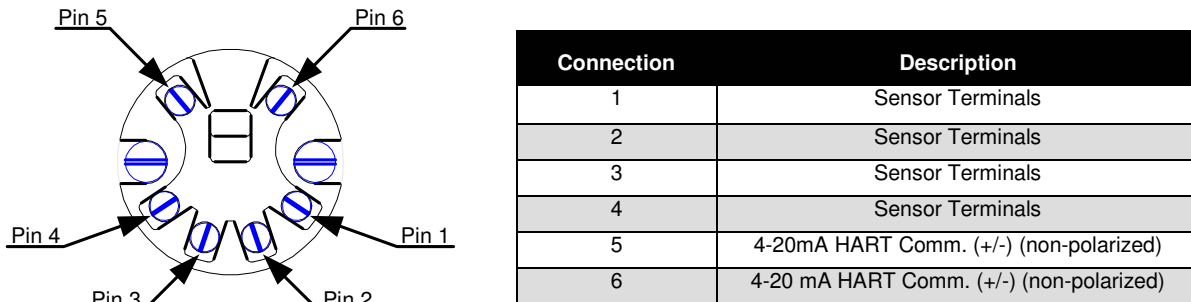 Pin 5
Pin 6
Pin 4
Pin 1
Pin 3
Pin 2
Connection Description
1 Sensor Terminals
2 Sensor Terminals
3 Sensor Terminals
4 Sensor Terminals
5 4-20mA HART Comm. (+/-) (non-polarized)
6 4-20 mA HART Comm. (+/-) (non-polarized)